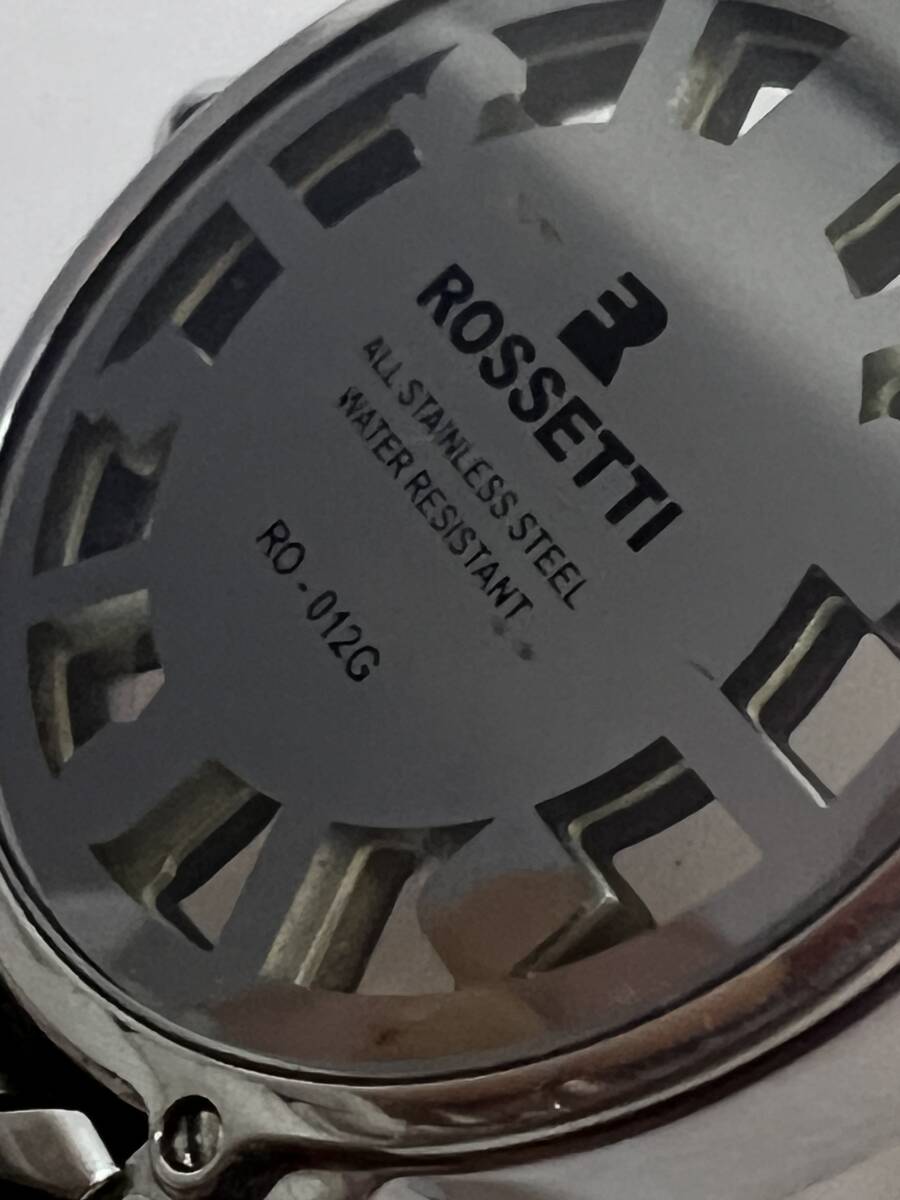 ROSSETTI
ALL STAINLESS STEEL
WATER RESISTANT
RO - 012G